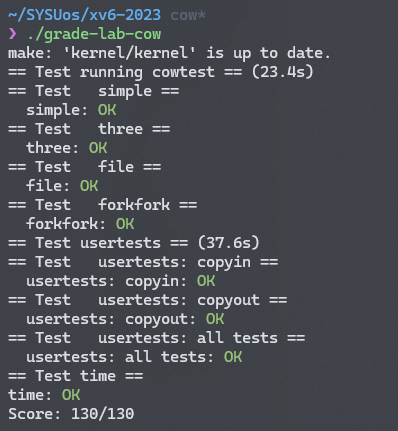 ~/SYSUos/xv6-2023 cow*
❯ ./grade-lab-cow
make: 'kernel/kernel' is up to date.
== Test running cowtest == (23.4s)
== Test   simple ==
  simple: OK
== Test   three ==
  three: OK
== Test   file ==
  file: OK
== Test   forkfork ==
  forkfork: OK
== Test usertests == (37.6s)
== Test   usertests: copyin ==
  usertests: copyin: OK
== Test   usertests: copyout ==
  usertests: copyout: OK
== Test   usertests: all tests ==
  usertests: all tests: OK
== Test time ==
time: OK
Score: 130/130